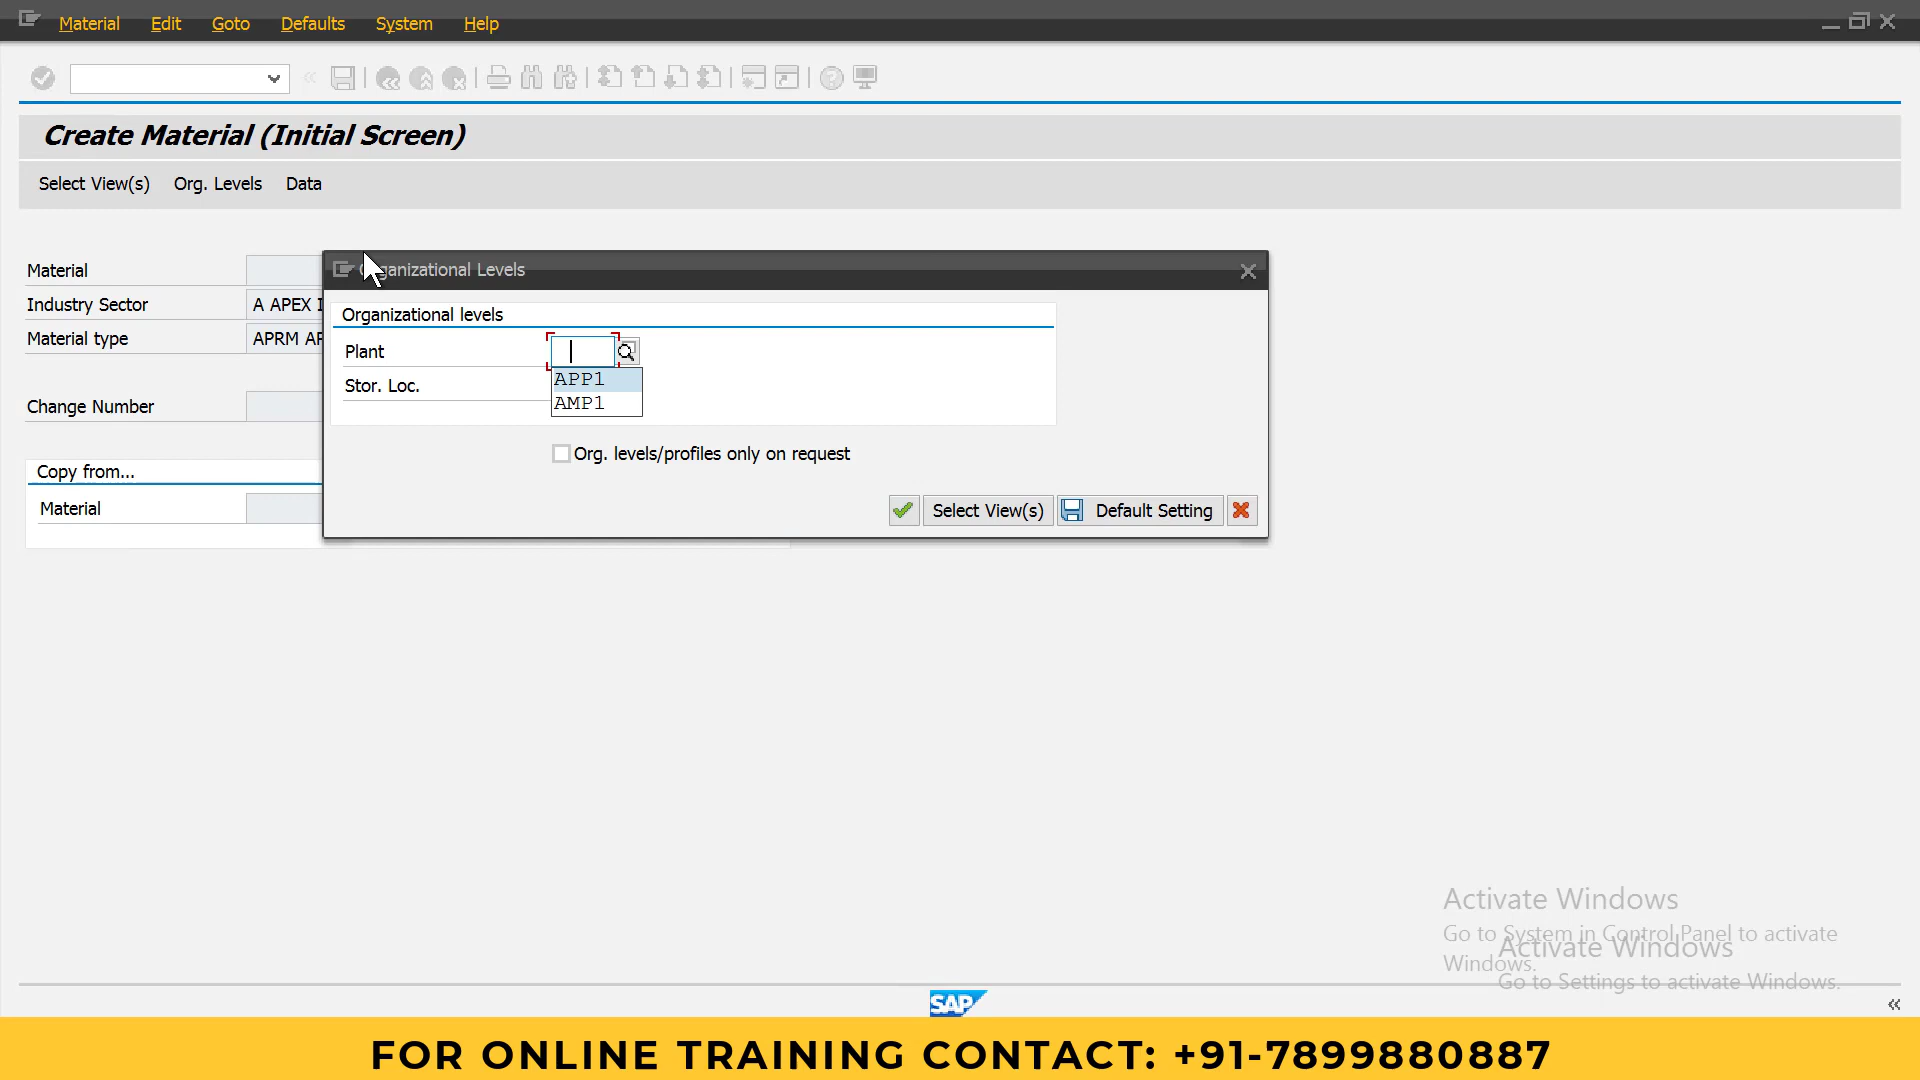 Material Edit Goto Defaults System Help
Create Material (Initial Screen)
Select View(s) Org. Levels Data
Material
Industry Sector A APEX I
Material type APRM AP
Change Number
Copy from...
Material
ganizational Levels
Organizational levels
Plant
APP1
AMP1
Stor. Loc.
Org. levels/profiles only on request
Select View(s) Default Setting
Activate Windows
Go to System in Control Panel to activate
Windows.
Activate Windows
Go to Settings to activate Windows.
SAP
FOR ONLINE TRAINING CONTACT: +91-7899880887